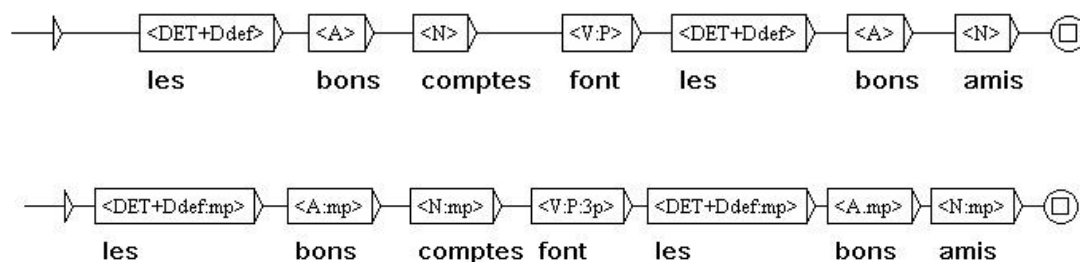 <DET+Ddef> <A> <N> <V:P> <DET+Ddef> <A> <N>
les bons comptes font les bons amis
<DET+Ddef:mp> <A:mp> <N:mp> <V:P:3p> <DET+Ddef:mp> <A.mp> <N:mp>
les bons comptes font les bons amis